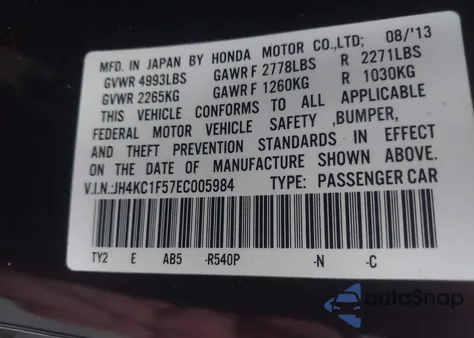 MFD. IN JAPAN BY HONDA MOTOR CO.,LTD; 08/'13
GVWR 4993LBS GAWR F 2778LBS R 2271LBS
GVWR 2265KG GAWR F 1260KG R 1030KG
THIS VEHICLE CONFORMS TO ALL APPLICABLE
FEDERAL MOTOR VEHICLE SAFETY ,BUMPER,
AND THEFT PREVENTION STANDARDS IN EFFECT
ON THE DATE OF MANUFACTURE SHOWN ABOVE.
V.I.N.:JH4KC1F57EC005984 TYPE: PASSENGER CAR
TY2 E AB5 -R540P -N -C
autoSnap